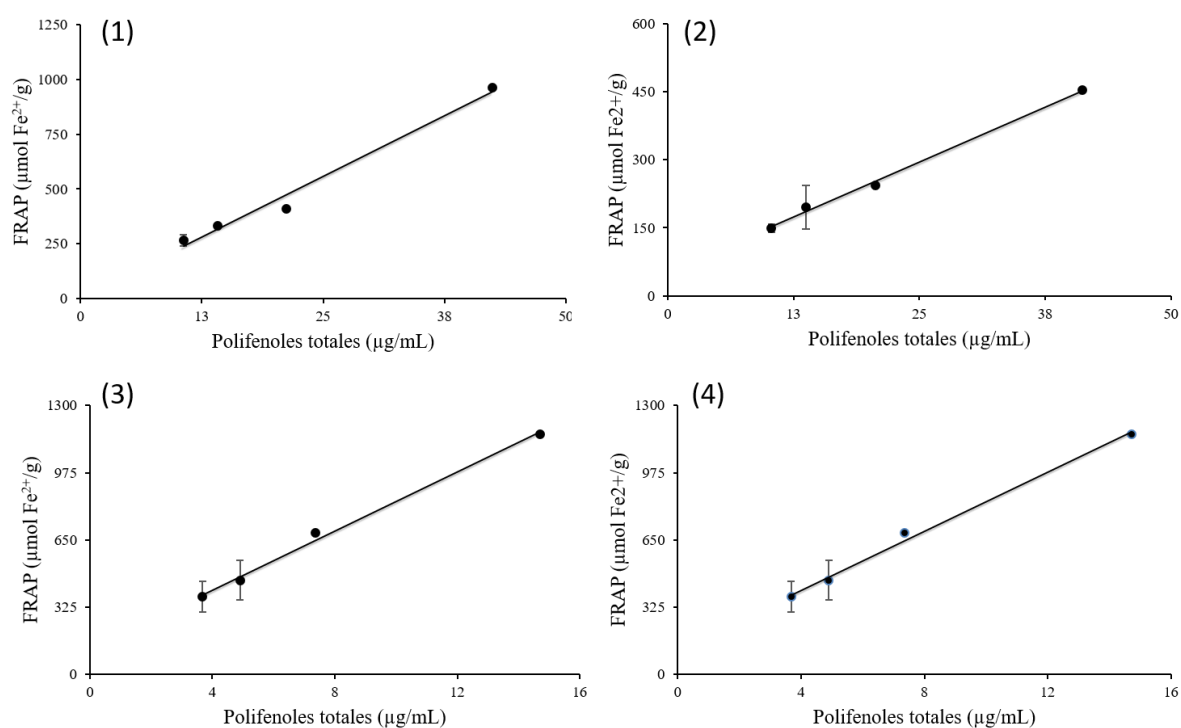 (1)
FRAP (µmol Fe²⁺/g)
1250
1000
750
500
250
0
0 13 25 38 50
Polifenoles totales (µg/mL)
(2)
FRAP (µmol Fe2+/g)
600
450
300
150
0
0 13 25 38 50
Polifenoles totales (µg/mL)
(3)
FRAP (µmol Fe²⁺/g)
1300
975
650
325
0
0 4 8 12 16
Polifenoles totales (µg/mL)
(4)
FRAP (µmol Fe2+/g)
1300
975
650
325
0
0 4 8 12 16
Polifenoles totales (µg/mL)